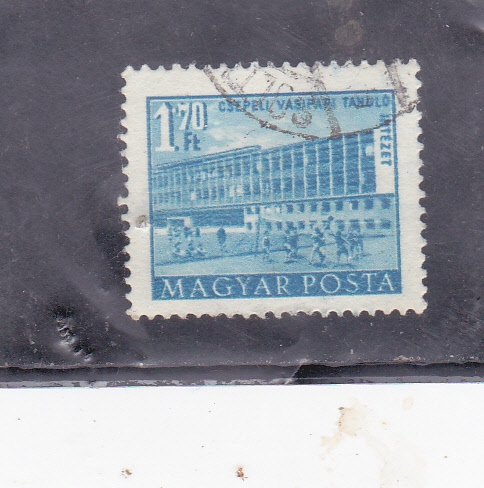 1.70 Ft
CSEPELI VASIPARI TANULÓ
INTÉZET
MAGYAR POSTA